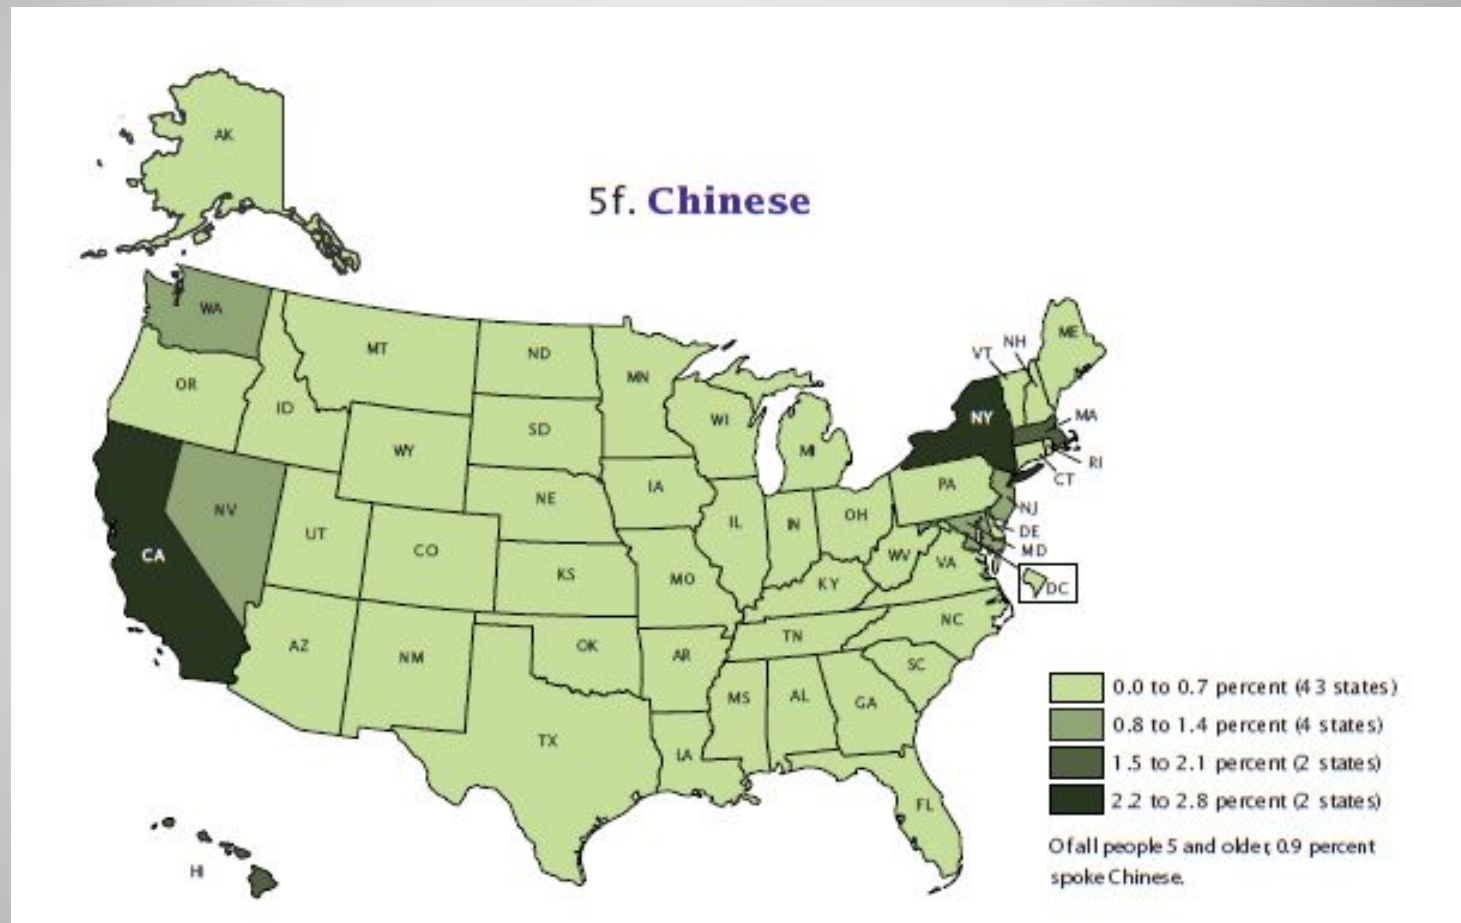 AK
5f. Chinese
WA
MT
ND
MN
OR
ID
SD
WI
MI
NH
VT
ME
NY
MA
RI
CT
WY
IA
NE
PA
NJ
DE
MD
DC
NV
UT
CO
IL
IN
OH
WV
VA
CA
KS
MO
KY
AZ
NM
OK
AR
TN
NC
SC
MS
AL
GA
TX
LA
FL
HI
0.0 to 0.7 percent (43 states)
0.8 to 1.4 percent (4 states)
1.5 to 2.1 percent (2 states)
2.2 to 2.8 percent (2 states)
Of all people 5 and older, 0.9 percent
spoke Chinese.